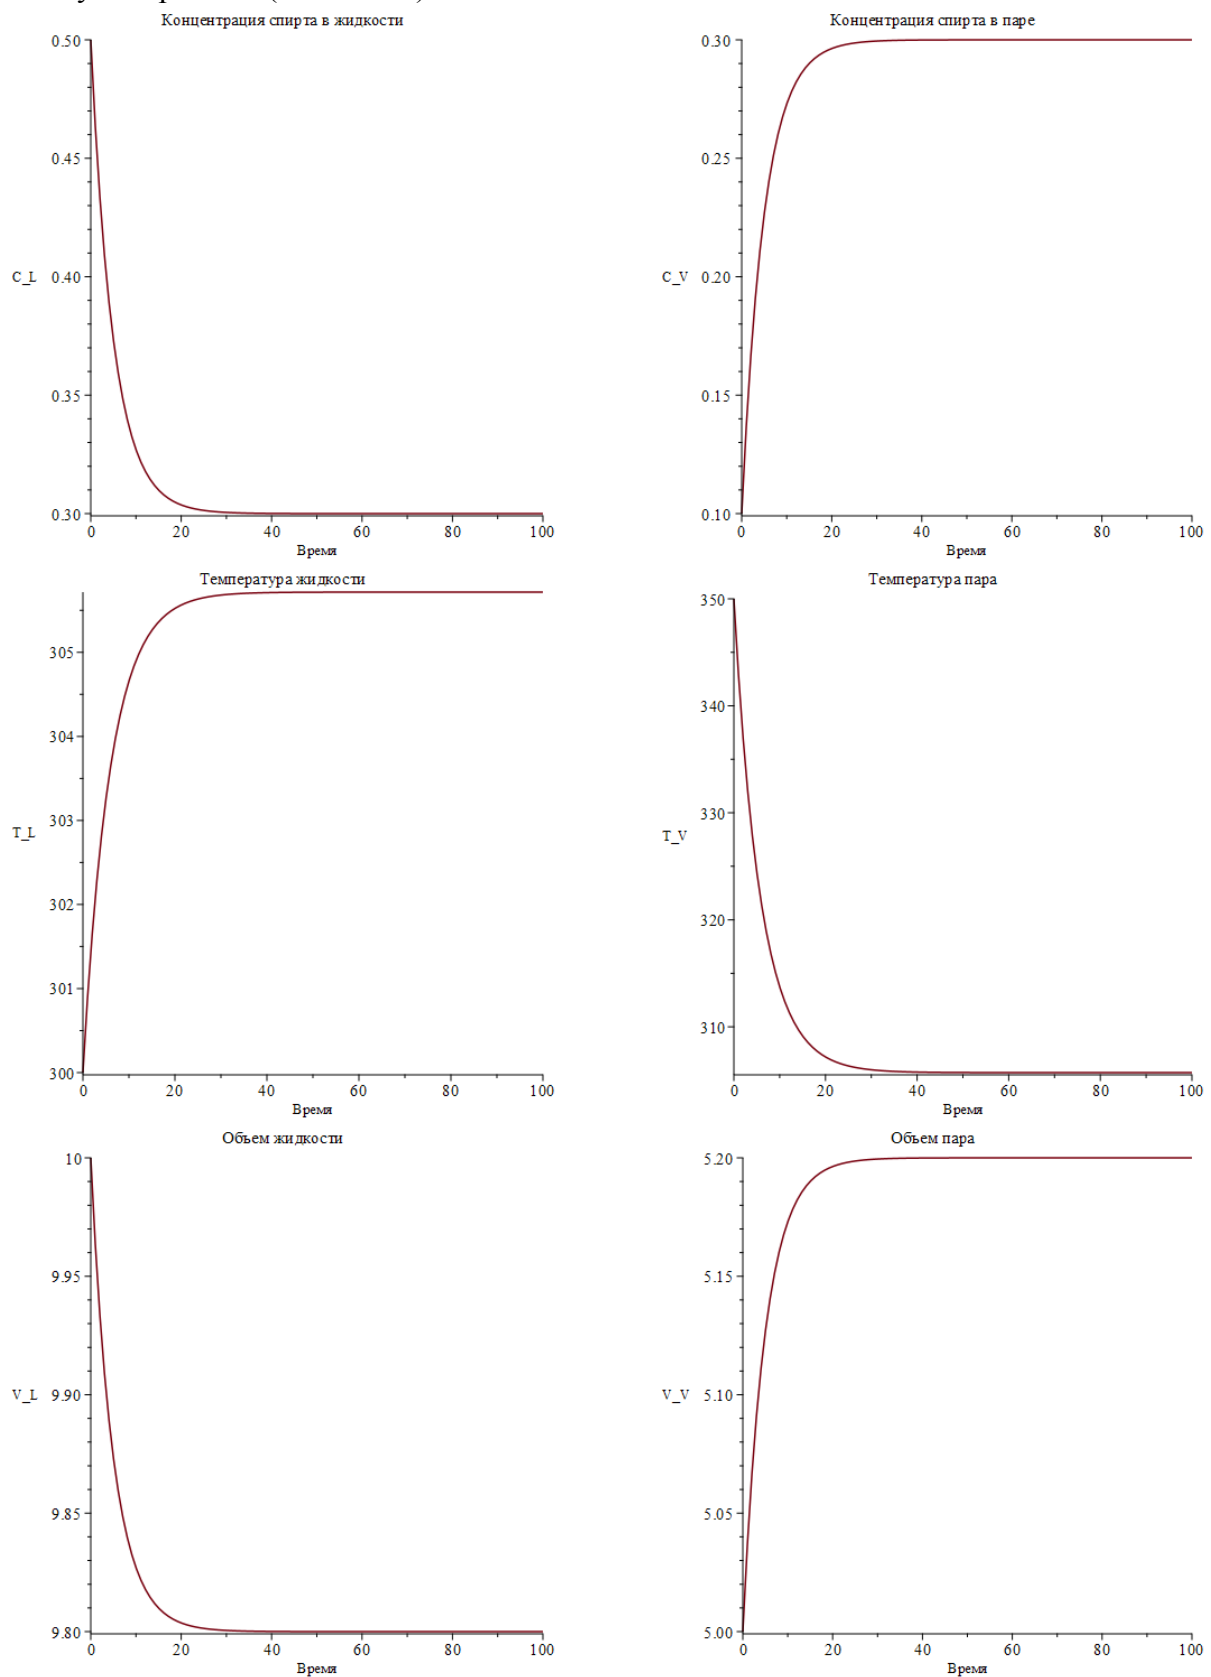 Концентрация спирта в жидкости
0.50
0.45
C_L 0.40
0.35
0.30
0 20 40 60 80 100
Время
Концентрация спирта в паре
0.30
0.25
C_V 0.20
0.15
0.10
0 20 40 60 80 100
Время
Температура жидкости
305
304
303
T_L
302
301
300
0 20 40 60 80 100
Время
Температура пара
350
340
330
T_V
320
310
0 20 40 60 80 100
Время
Объем жидкости
10
9.95
V_L 9.90
9.85
9.80
0 20 40 60 80 100
Время
Объем пара
5.20
5.15
V_V 5.10
5.05
5.00
0 20 40 60 80 100
Время